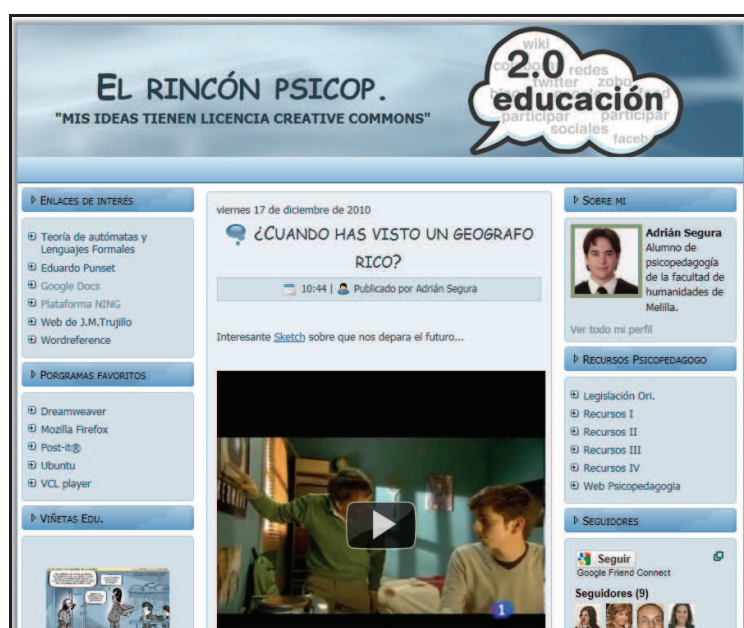 EL RINCÓN PSICOP.
"MIS IDEAS TIENEN LICENCIA CREATIVE COMMONS"
wiki
2.0 redes
twitter zoho
educación
participar participar
sociales
faceb
ENLACES DE INTERÉS
Teoría de autómatas y
Lenguajes Formales
Eduardo Punset
Google Docs
Plataforma NING
Web de J.M.Trujillo
Wordreference
PORGRAMAS FAVORITOS
Dreamweaver
Mozilla Firefox
Post-it®
Ubuntu
VCL player
VIÑETAS EDU.
viernes 17 de diciembre de 2010
¿CUANDO HAS VISTO UN GEOGRAFO
RICO?
10:44 | Publicado por Adrián Segura
Interesante Sketch sobre que nos depara el futuro...
1
SOBRE MI
Adrián Segura
Alumno de
psicopedagogía
de la facultad de
humanidades de
Melilla.
Ver todo mi perfil
RECURSOS PSICOPEDAGOGO
Legislación Ori.
Recursos I
Recursos II
Recursos III
Recursos IV
Web Psicopedagogia
SEGUIDORES
Seguir
Google Friend Connect
Seguidores (9)